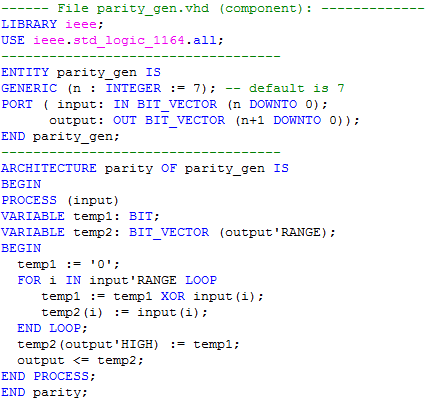 ------ File parity_gen.vhd (component): -------------
LIBRARY ieee;
USE ieee.std_logic_1164.all;
-----------------------------------
ENTITY parity_gen IS
GENERIC (n : INTEGER := 7); -- default is 7
PORT ( input: IN BIT_VECTOR (n DOWNTO 0);
      output: OUT BIT_VECTOR (n+1 DOWNTO 0));
END parity_gen;
-----------------------------------
ARCHITECTURE parity OF parity_gen IS
BEGIN
PROCESS (input)
VARIABLE temp1: BIT;
VARIABLE temp2: BIT_VECTOR (output'RANGE);
BEGIN
  temp1 := '0';
  FOR i IN input'RANGE LOOP
     temp1 := temp1 XOR input(i);
     temp2(i) := input(i);
  END LOOP;
  temp2(output'HIGH) := temp1;
  output <= temp2;
END PROCESS;
END parity;